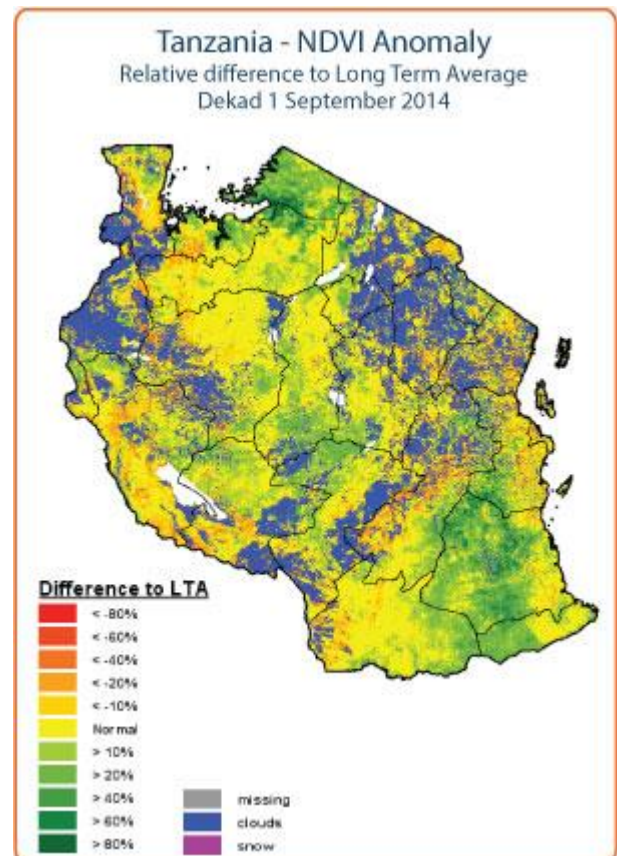 Tanzania - NDVI Anomaly
Relative difference to Long Term Average
Dekad 1 September 2014
Difference to LTA
< -80%
< -60%
< -40%
< -20%
< -10%
Normal
> 10%
> 20%
> 40%
> 60%
> 80%
missing
clouds
snow